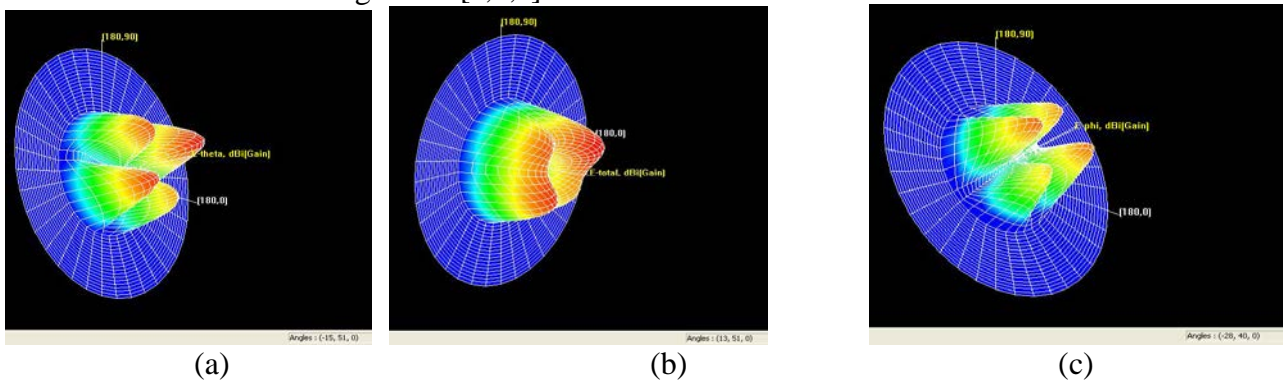 [180,90]
E-theta, dBi[Gain]
[180,0]
Angles : (-15, 51, 0)
[180,90]
[180,0]
E-total, dBi[Gain]
Angles : (13, 51, 0)
[180,90]
E-phi, dBi[Gain]
[180,0]
Angles : (-28, 40, 0)
(a) (b) (c)